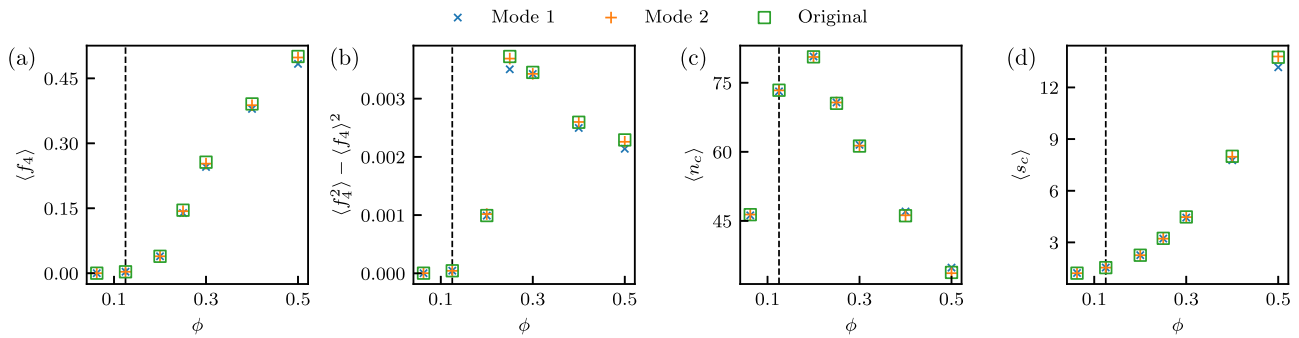 Mode 1 Mode 2 Original
(a)
0.45
0.30
0.15
0.00
⟨f₄⟩
0.1 0.3 0.5
ϕ
(b)
0.003
0.002
0.001
0.000
⟨f₄²⟩ − ⟨f₄⟩²
0.1 0.3 0.5
ϕ
(c)
75
60
45
⟨n_c⟩
0.1 0.3 0.5
ϕ
(d)
12
9
6
3
⟨s_c⟩
0.1 0.3 0.5
ϕ